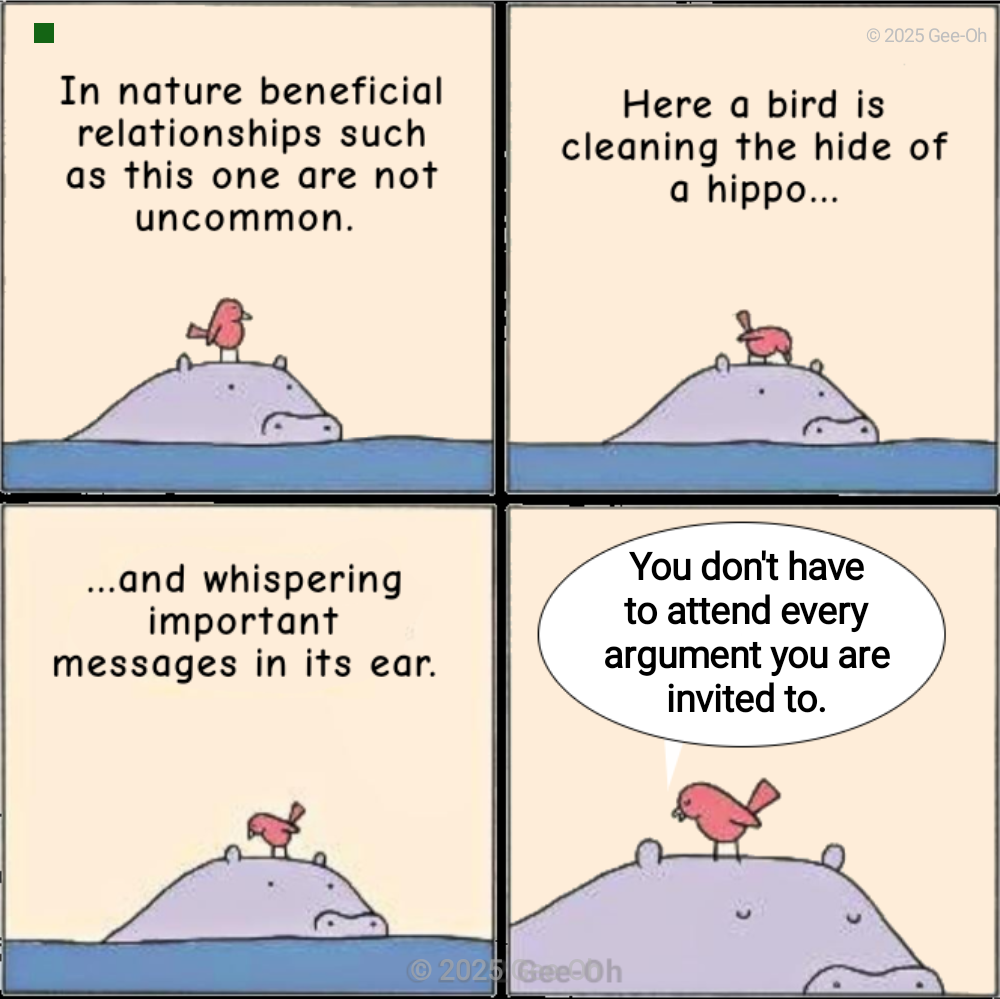 In nature beneficial
relationships such
as this one are not
uncommon.
© 2025 Gee-Oh
Here a bird is
cleaning the hide of
a hippo...
...and whispering
important
messages in its ear.
You don't have
to attend every
argument you are
invited to.
© 2025 Gee-Oh